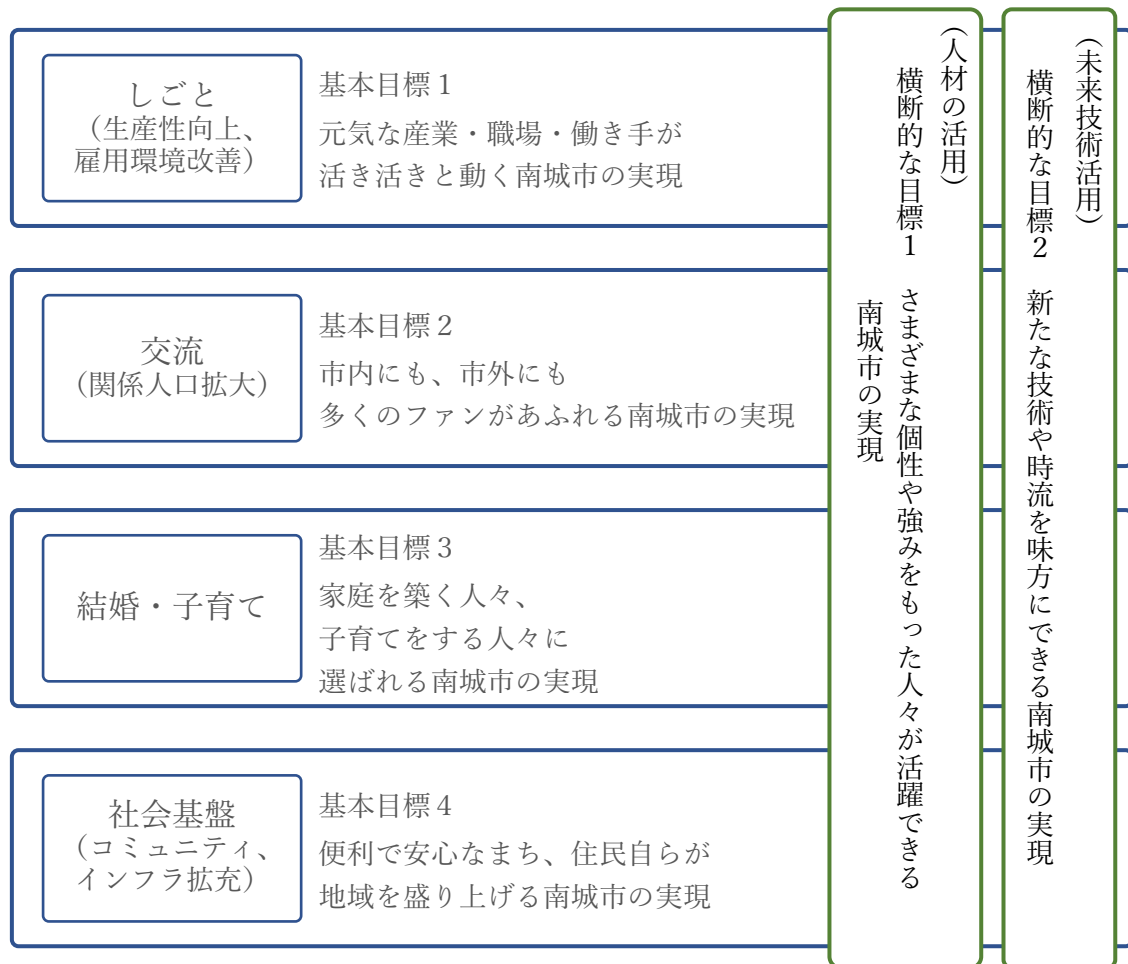 しごと
（生産性向上、
雇用環境改善）
基本目標１
元気な産業・職場・働き手が
活き活きと動く南城市の実現
交流
（関係人口拡大）
基本目標２
市内にも、市外にも
多くのファンがあふれる南城市の実現
結婚・子育て
基本目標３
家庭を築く人々、
子育てをする人々に
選ばれる南城市の実現
社会基盤
（コミュニティ、
インフラ拡充）
基本目標４
便利で安心なまち、住民自らが
地域を盛り上げる南城市の実現
（未来技術活用）
横断的な目標２　新たな技術や時流を味方にできる南城市の実現
（人材の活用）
横断的な目標１　さまざまな個性や強みをもった人々が活躍できる
南城市の実現